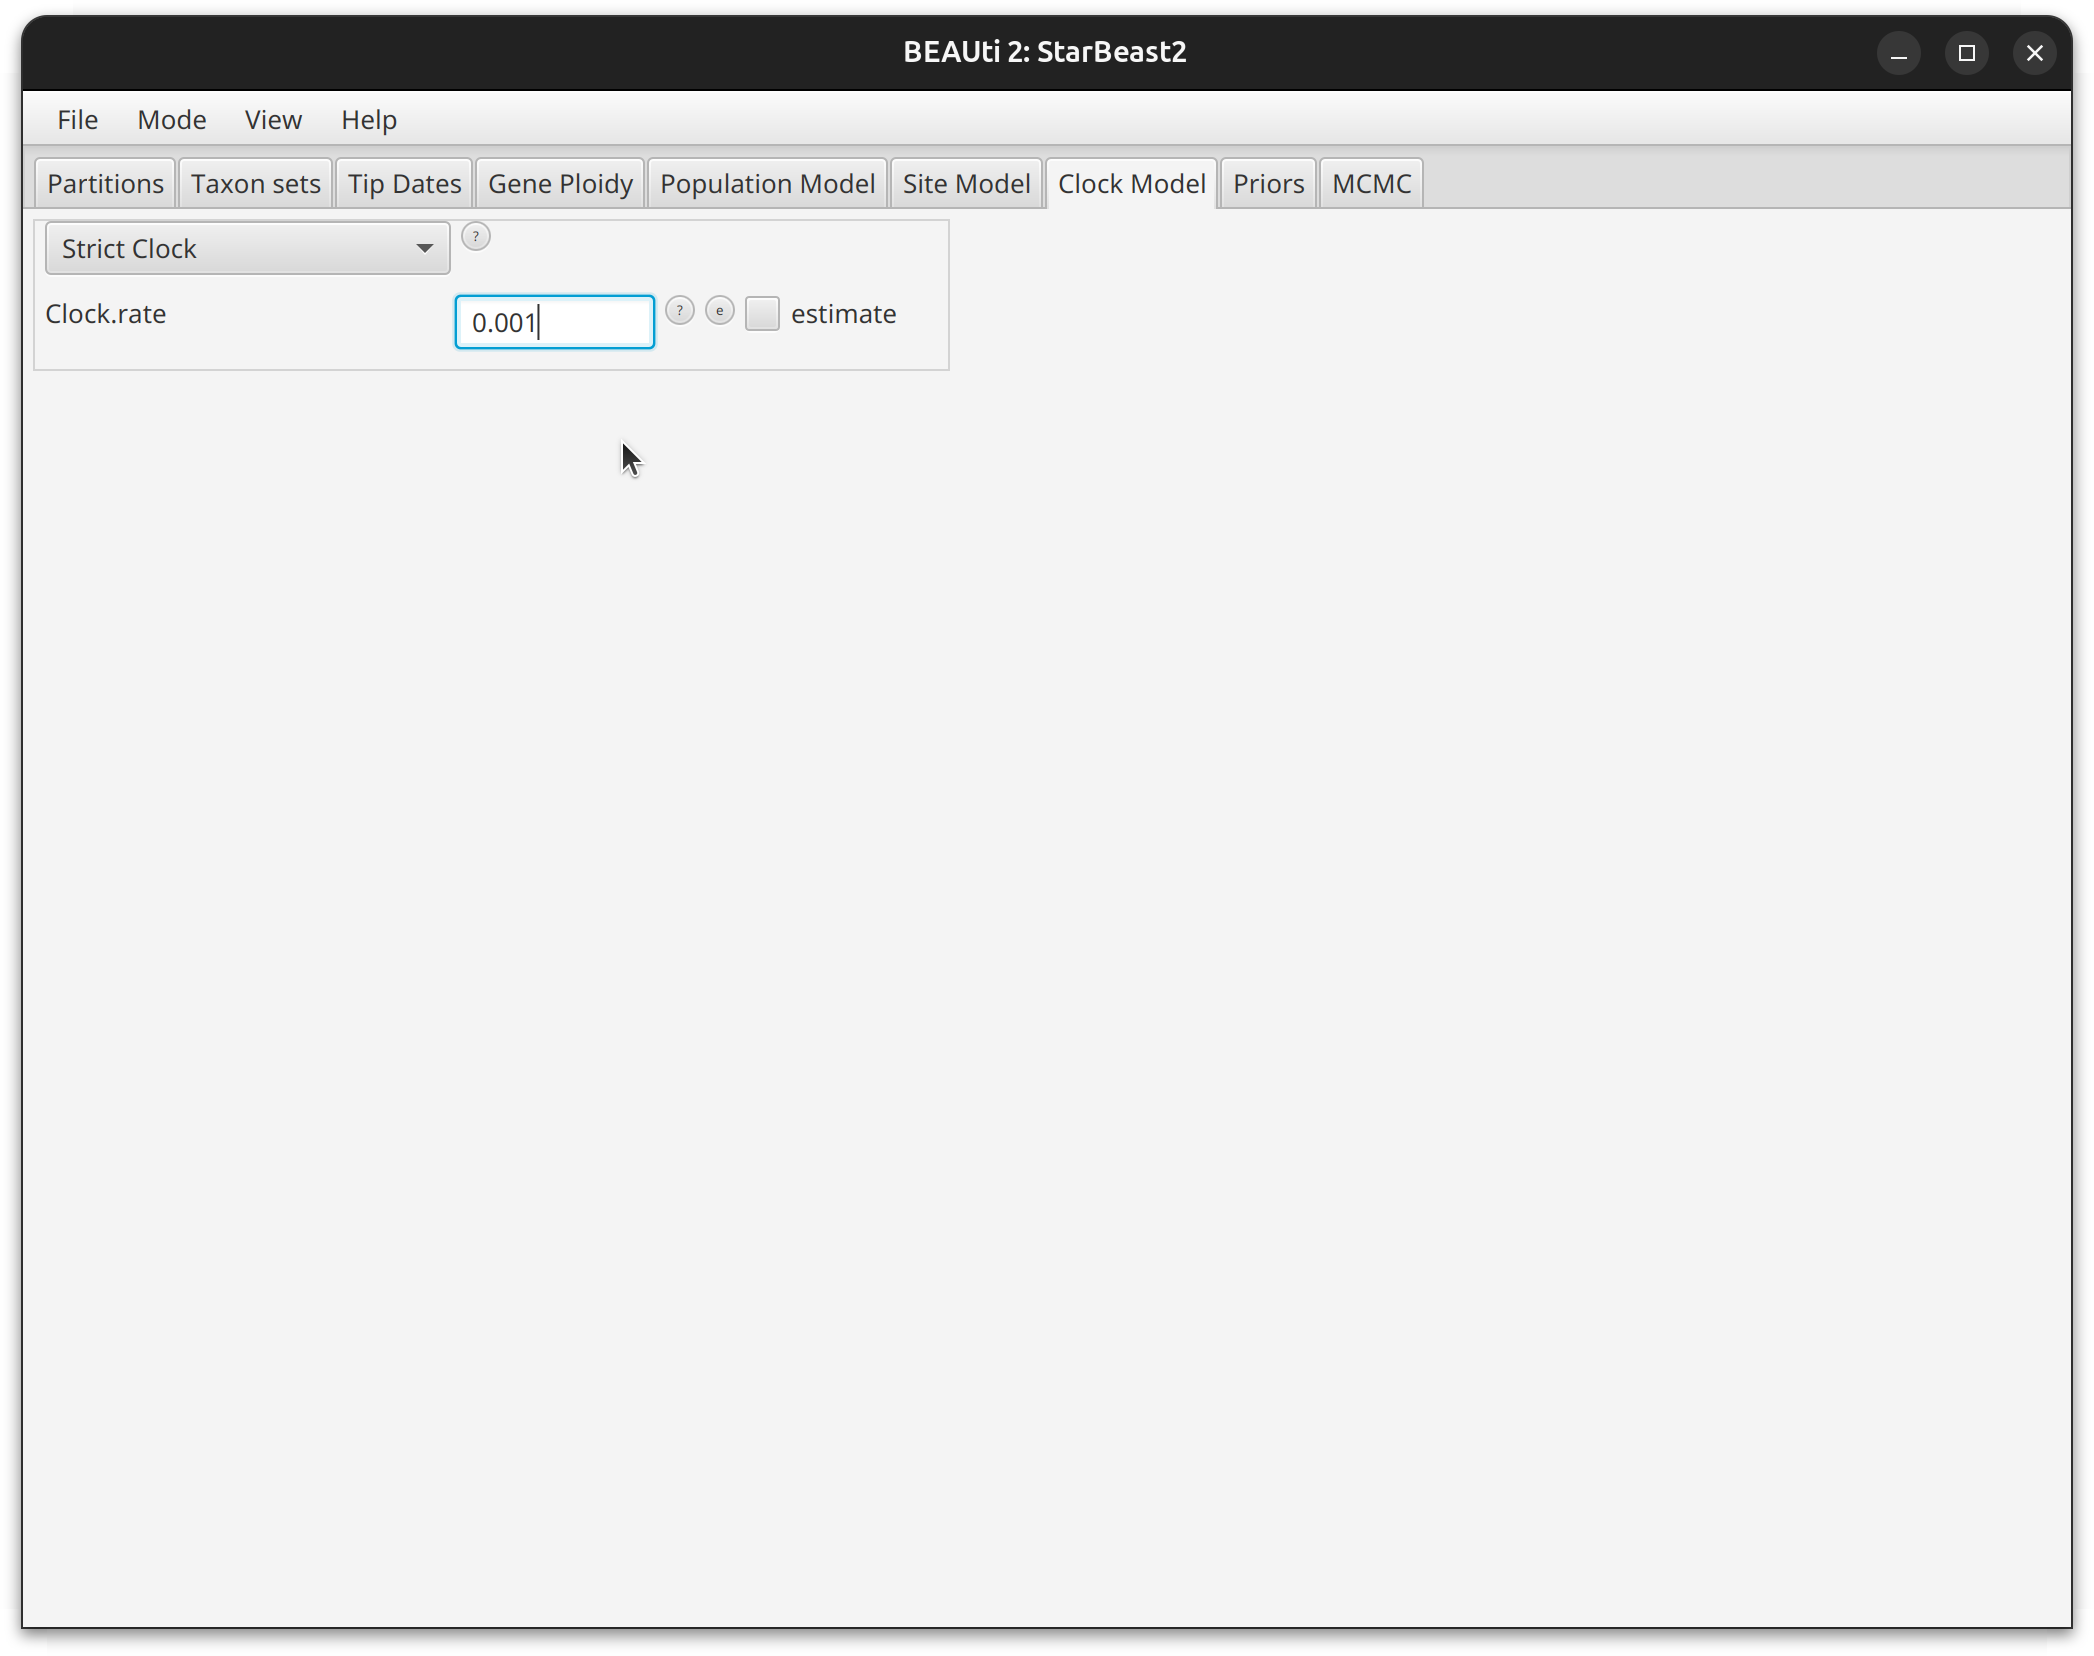 BEAUti 2: StarBeast2
File Mode View Help
Partitions Taxon sets Tip Dates Gene Ploidy Population Model Site Model Clock Model Priors MCMC
Strict Clock ?
Clock.rate 0.001 ? e estimate